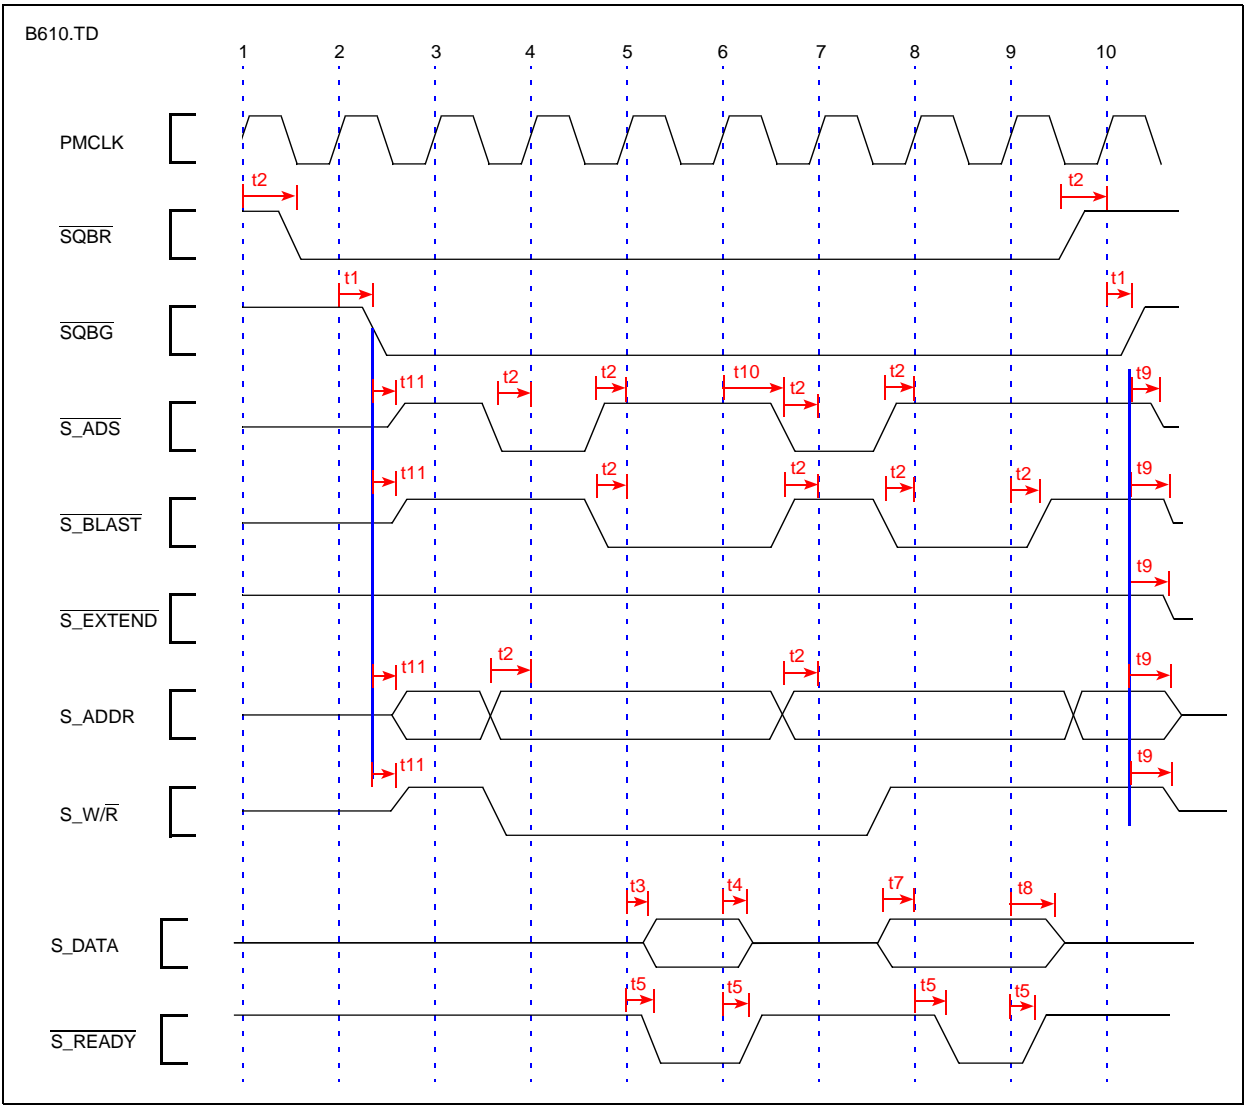 B610.TD
1 2 3 4 5 6 7 8 9 10
PMCLK
t2 t2
SQBR
t1 t1
SQBG
t11 t2 t2 t10 t2 t2 t9
S_ADS
t11 t2 t2 t2 t2 t9
S_BLAST
t9
S_EXTEND
t11 t2 t2 t9
S_ADDR
t11 t9
S_W/R
t3 t4 t7 t8
S_DATA
t5 t5 t5 t5
S_READY